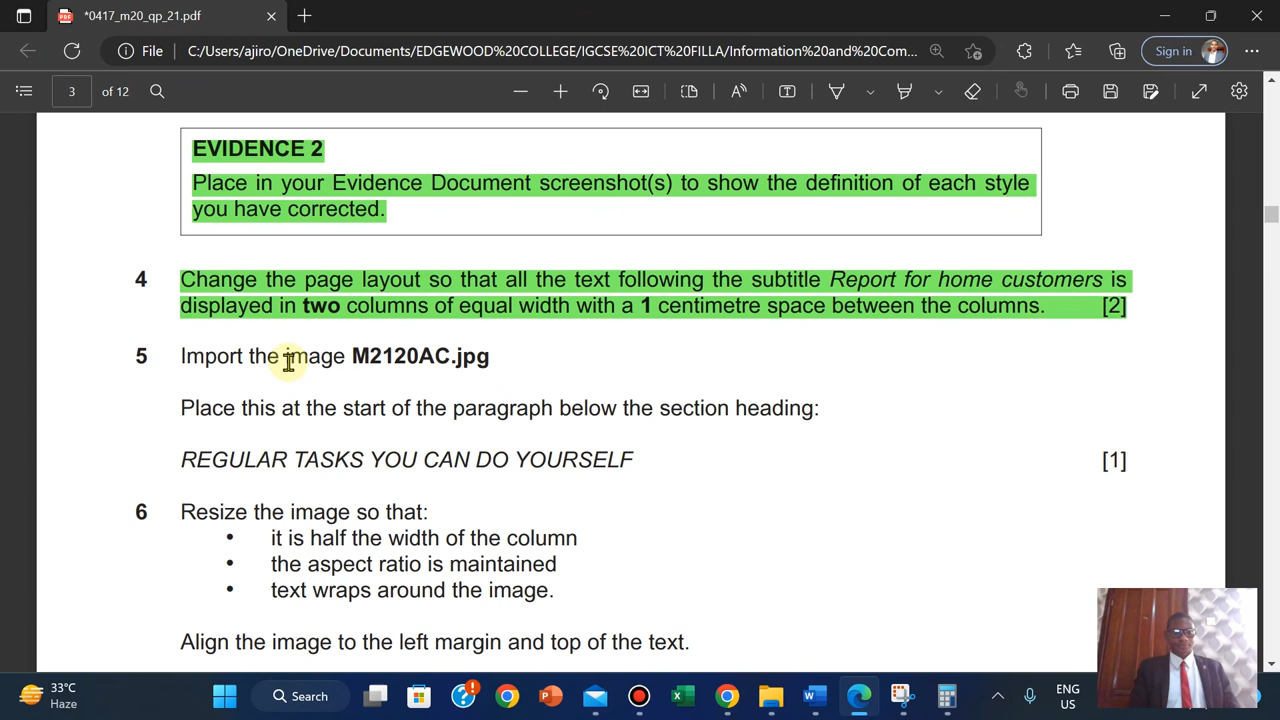 *0417_m20_qp_21.pdf
File
C:/Users/ajiro/OneDrive/Documents/EDGEWOOD%20COLLEGE/IGCSE%20ICT%20FILLA/Information%20and%20Com...
Sign in
3
of 12
EVIDENCE 2
Place in your Evidence Document screenshot(s) to show the definition of each style
you have corrected.
4 Change the page layout so that all the text following the subtitle Report for home customers is
displayed in two columns of equal width with a 1 centimetre space between the columns. [2]
5 Import the image M2120AC.jpg
Place this at the start of the paragraph below the section heading:
REGULAR TASKS YOU CAN DO YOURSELF [1]
6 Resize the image so that:
• it is half the width of the column
• the aspect ratio is maintained
• text wraps around the image.
Align the image to the left margin and top of the text.
33°C
Haze
Search
ENG
US